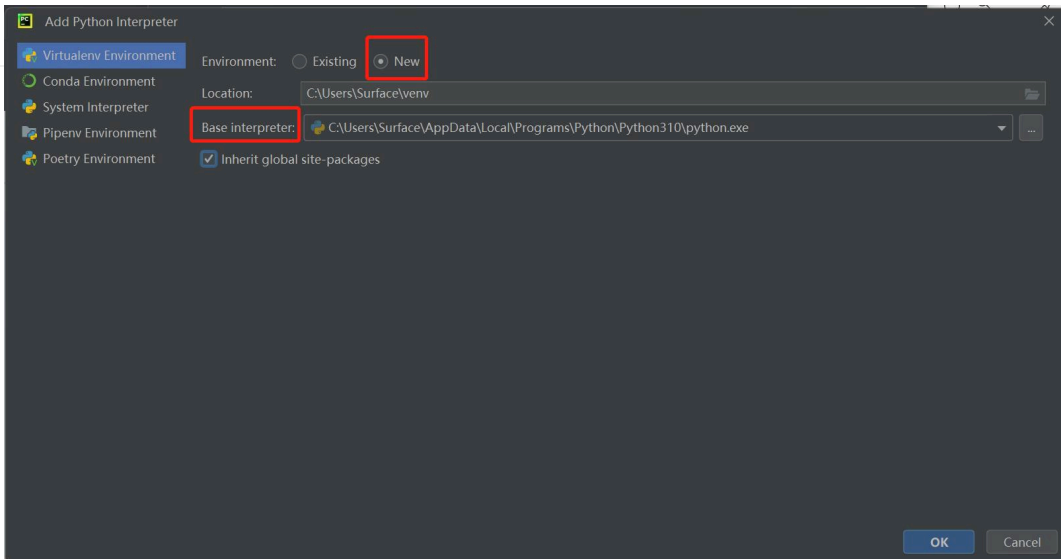 PC Add Python Interpreter
Virtualenv Environment
Conda Environment
System Interpreter
Pipenv Environment
Poetry Environment
Environment: Existing New
Location: C:\Users\Surface\venv
Base interpreter: C:\Users\Surface\AppData\Local\Programs\Python\Python310\python.exe ...
Inherit global site-packages
OK Cancel